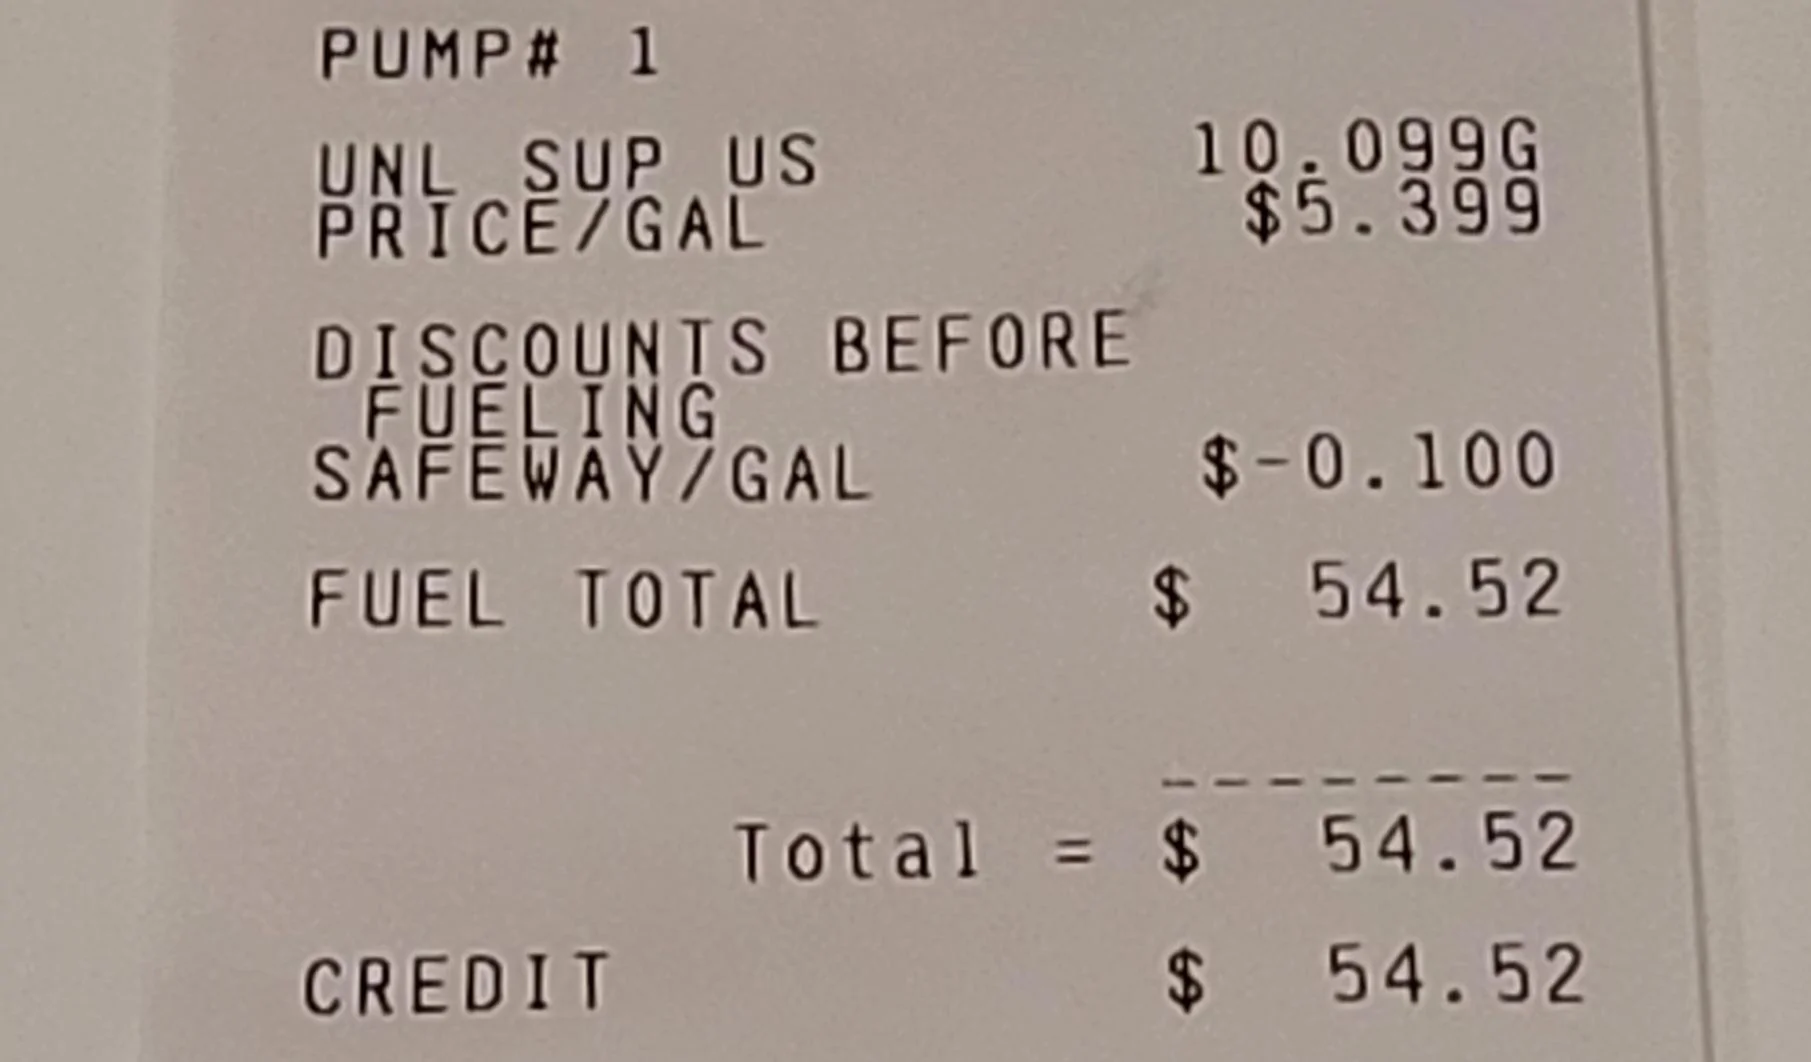 PUMP# 1
UNL SUP US 10.099G
PRICE/GAL $5.399
DISCOUNTS BEFORE
FUELING
SAFEWAY/GAL $-0.100
FUEL TOTAL $ 54.52
--------
Total = $ 54.52
CREDIT $ 54.52